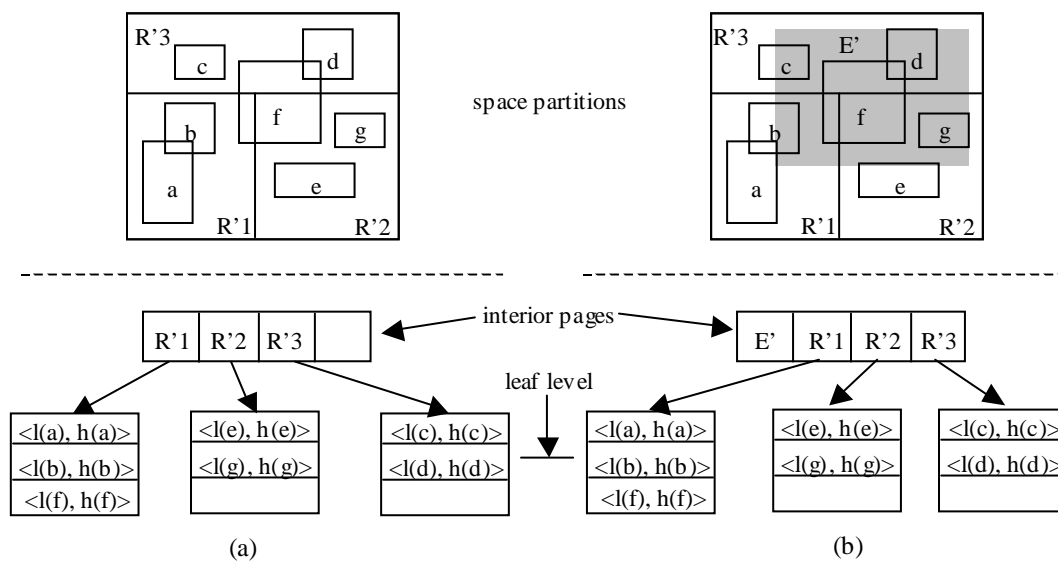 R’3
c
d
b
f
g
a
e
R’1
R’2
space partitions
R’3
E’
c
d
b
f
g
a
e
R’1
R’2
interior pages
R’1 R’2 R’3
E’ R’1 R’2 R’3
leaf level
<l(a), h(a)>
<l(b), h(b)>
<l(f), h(f)>
<l(e), h(e)>
<l(g), h(g)>
<l(c), h(c)>
<l(d), h(d)>
<l(a), h(a)>
<l(b), h(b)>
<l(f), h(f)>
<l(e), h(e)>
<l(g), h(g)>
<l(c), h(c)>
<l(d), h(d)>
(a)
(b)